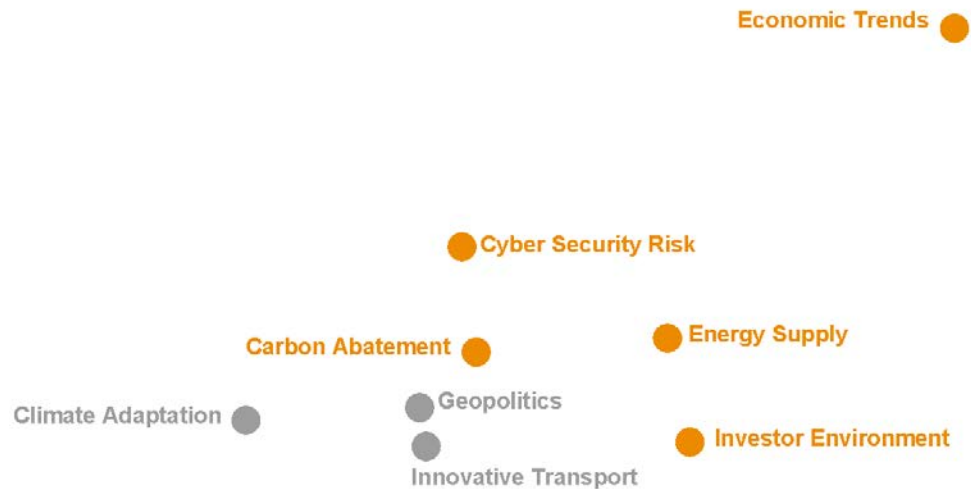 Economic Trends
Cyber Security Risk
Energy Supply
Carbon Abatement
Geopolitics
Climate Adaptation
Investor Environment
Innovative Transport